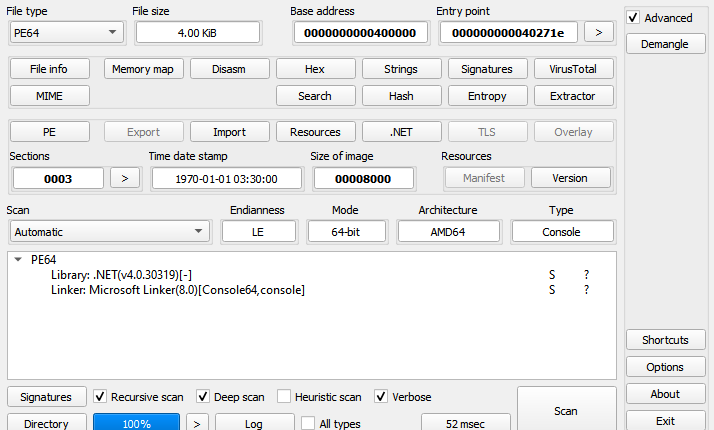 File type File size Base address Entry point Advanced
PE64 4.00 KiB 0000000000400000 000000000040271e > Demangle
File info Memory map Disasm Hex Strings Signatures VirusTotal
MIME Search Hash Entropy Extractor
PE Export Import Resources .NET TLS Overlay
Sections Time date stamp Size of image Resources
0003 > 1970-01-01 03:30:00 00008000 Manifest Version
Scan Endianness Mode Architecture Type
Automatic LE 64-bit AMD64 Console
PE64
Library: .NET(v4.0.30319)[-] S ?
Linker: Microsoft Linker(8.0)[Console64,console] S ?
Shortcuts
Options
Signatures Recursive scan Deep scan Heuristic scan Verbose Scan About
Directory 100% > Log All types 52 msec Exit